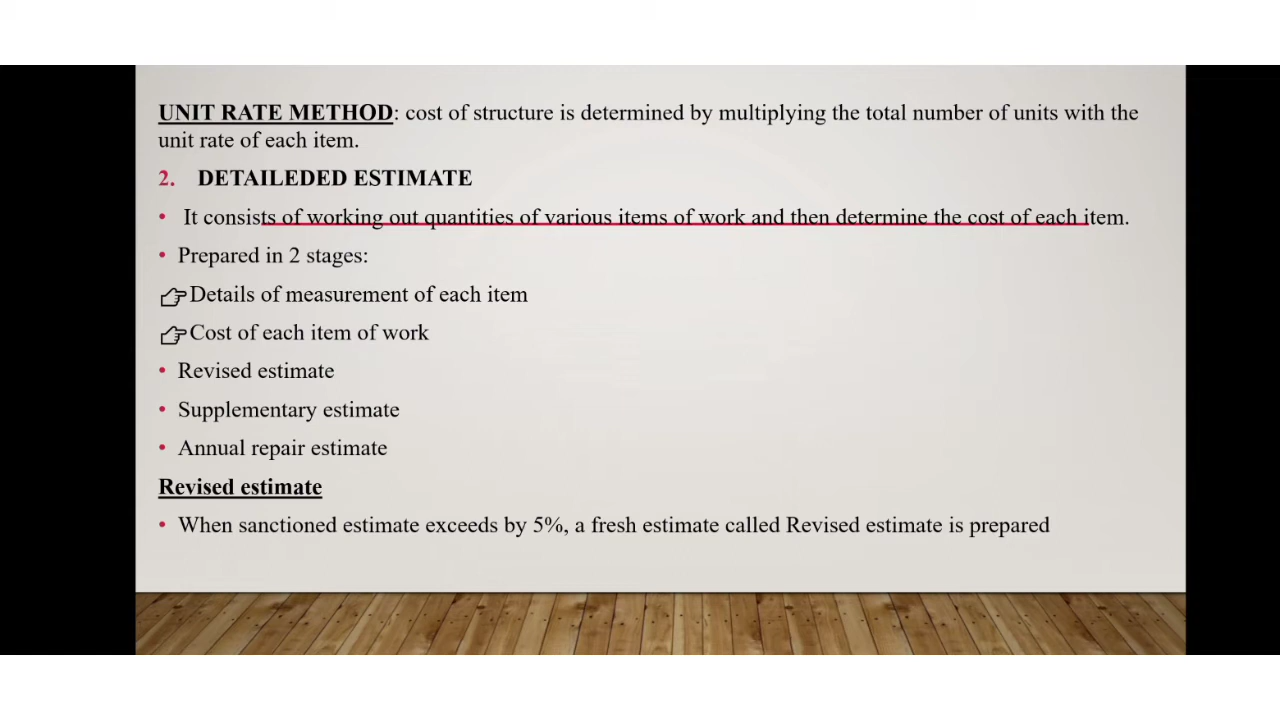 UNIT RATE METHOD: cost of structure is determined by multiplying the total number of units with the
unit rate of each item.
2. DETAILEDED ESTIMATE
• It consists of working out quantities of various items of work and then determine the cost of each item.
• Prepared in 2 stages:
Details of measurement of each item
Cost of each item of work
• Revised estimate
• Supplementary estimate
• Annual repair estimate
Revised estimate
• When sanctioned estimate exceeds by 5%, a fresh estimate called Revised estimate is prepared